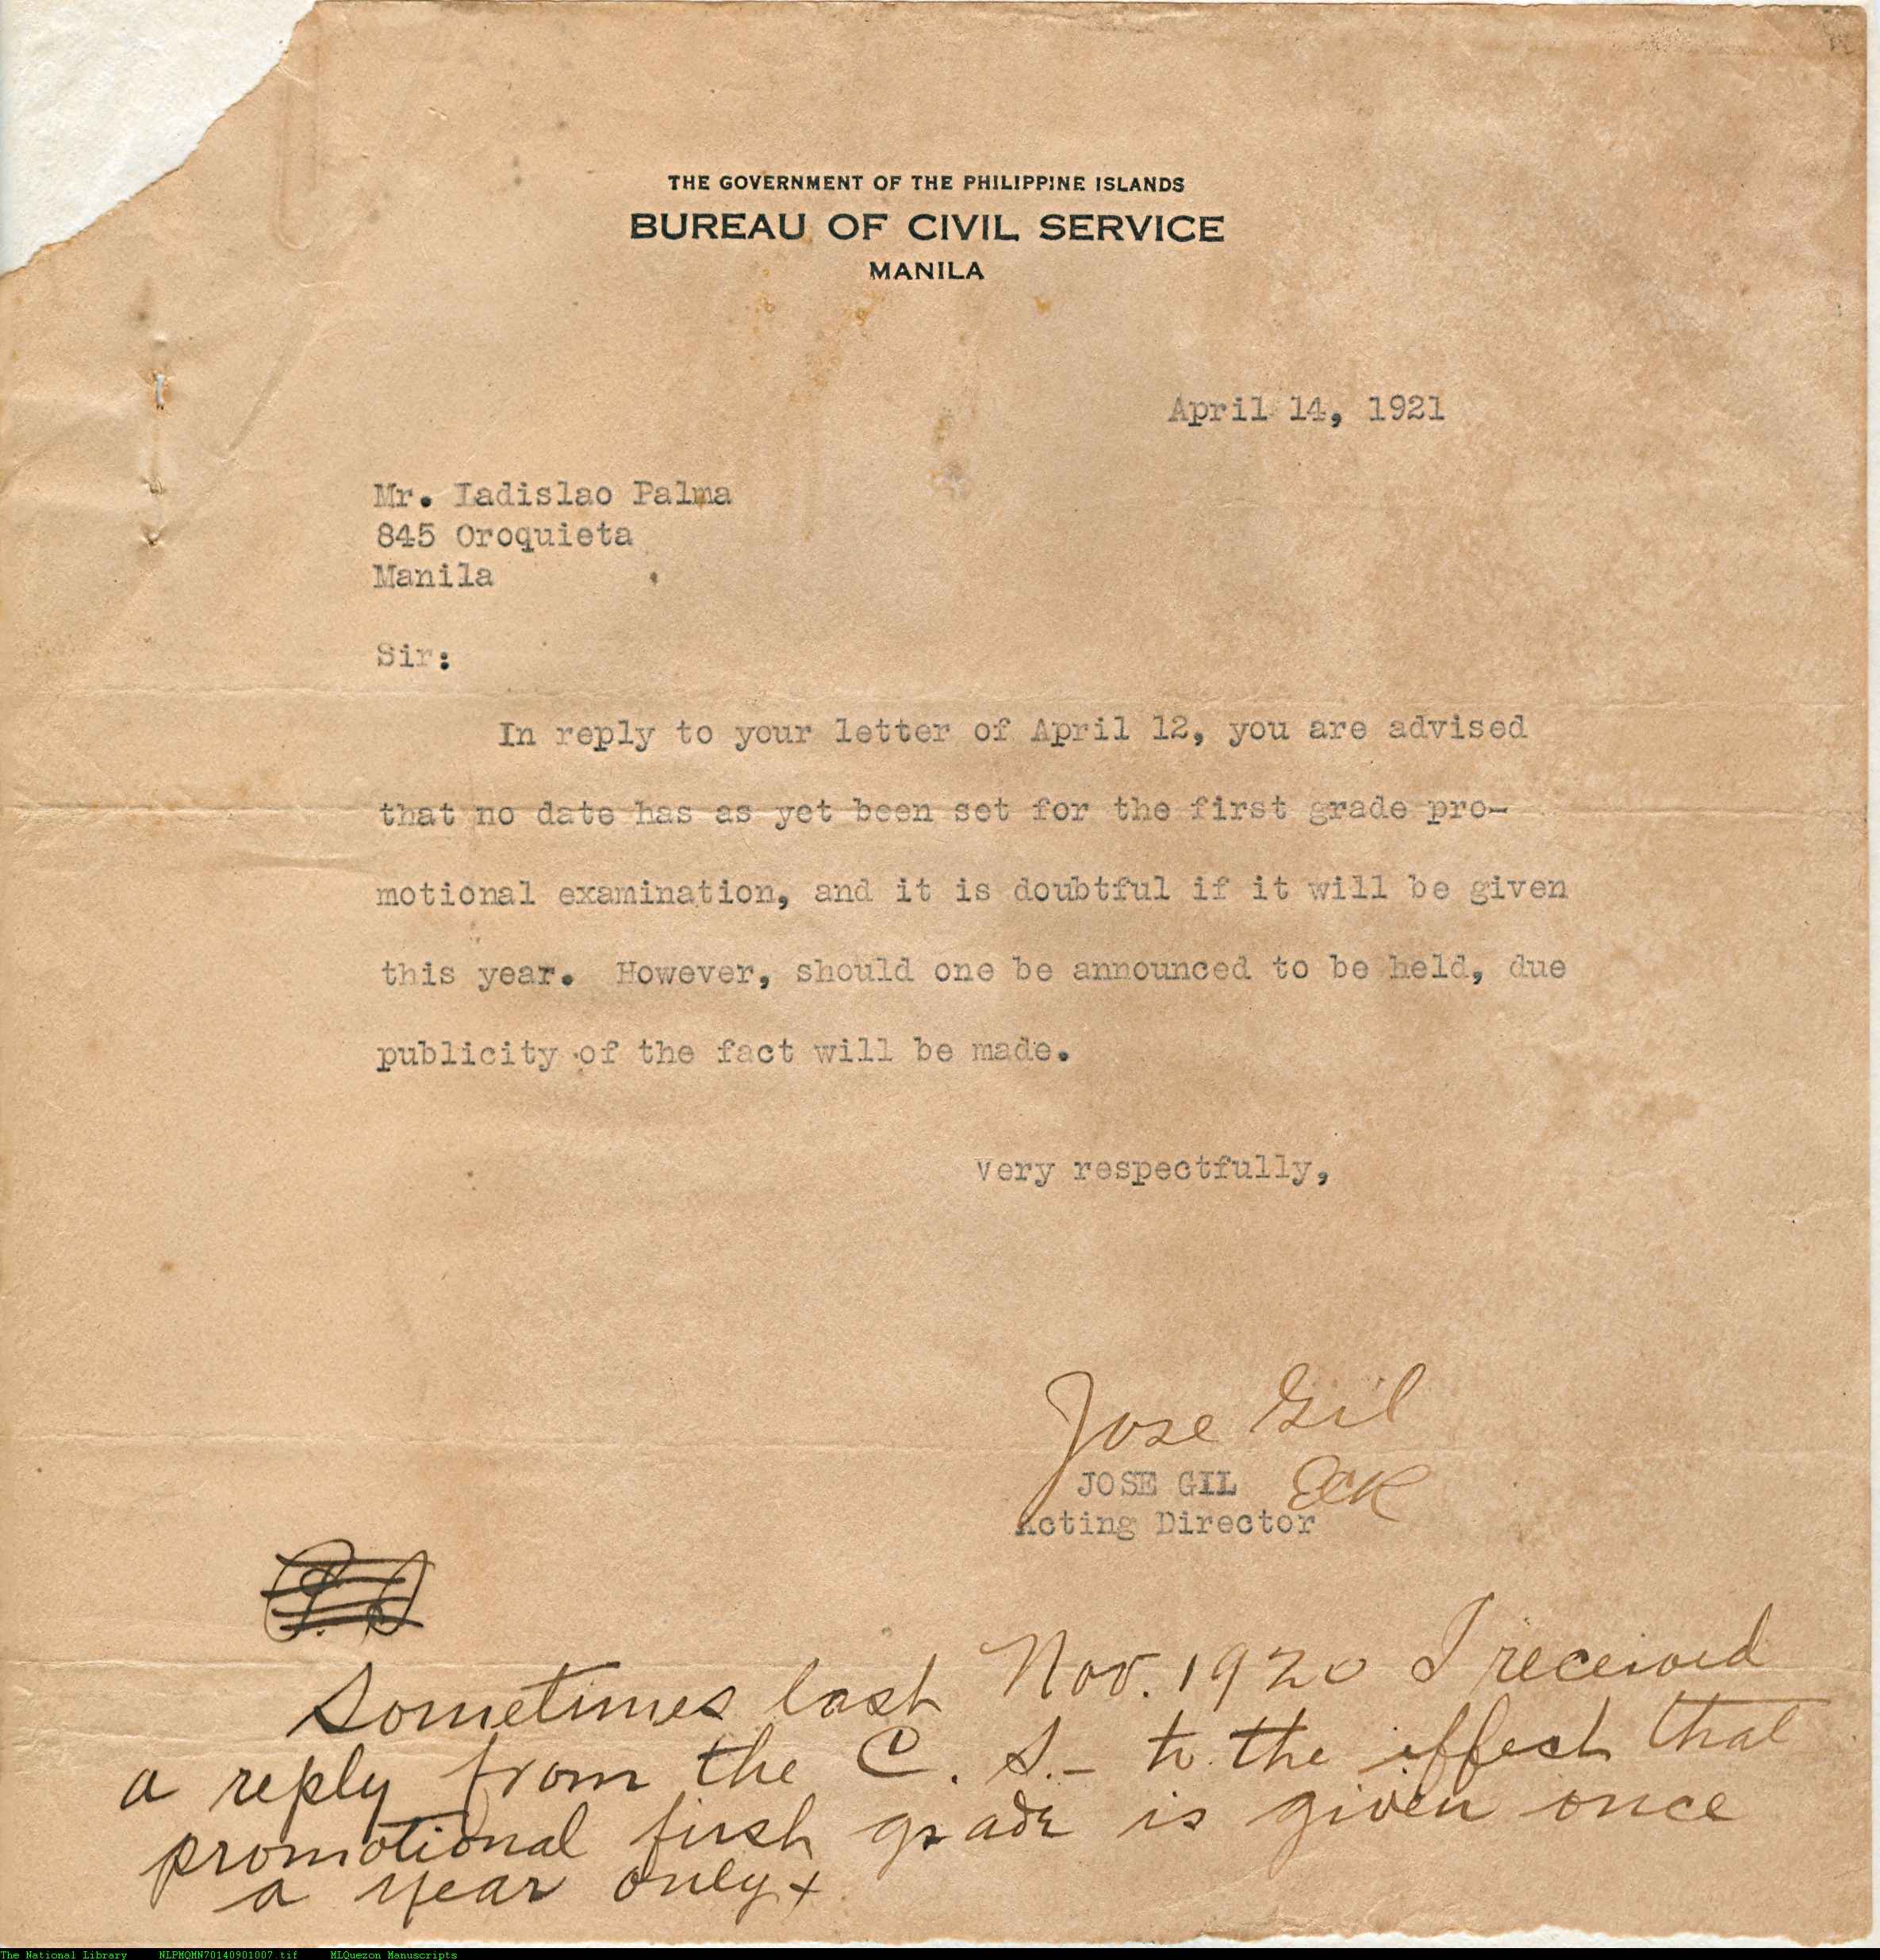 THE GOVERNMENT OF THE PHILIPPINE ISLANDS
BUREAU OF CIVIL SERVICE
MANILA
April 14, 1921
Mr. Ladislao Palma
845 Oroquieta
Manila
Sir:
In reply to your letter of April 12, you are advised
that no date has as yet been set for the first grade pro-
motional examination, and it is doubtful if it will be given
this year. However, should one be announced to be held, due
publicity of the fact will be made.
Very respectfully,
Jose Gil
JOSE GIL
Acting Director
Sometimes last Nov. 1920 I received
a reply from the C. S. - to the effect that
promotional first grade is given once
a year only +
The National Library NLPMQMN70140901007.tif MLQuezon Manuscripts